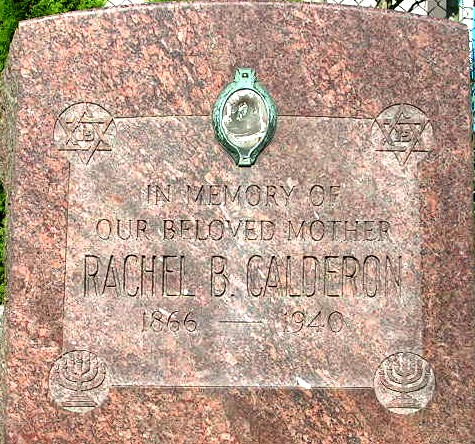 IN MEMORY OF
OUR BELOVED MOTHER
RACHEL B. CALDERON
1866 — 1940